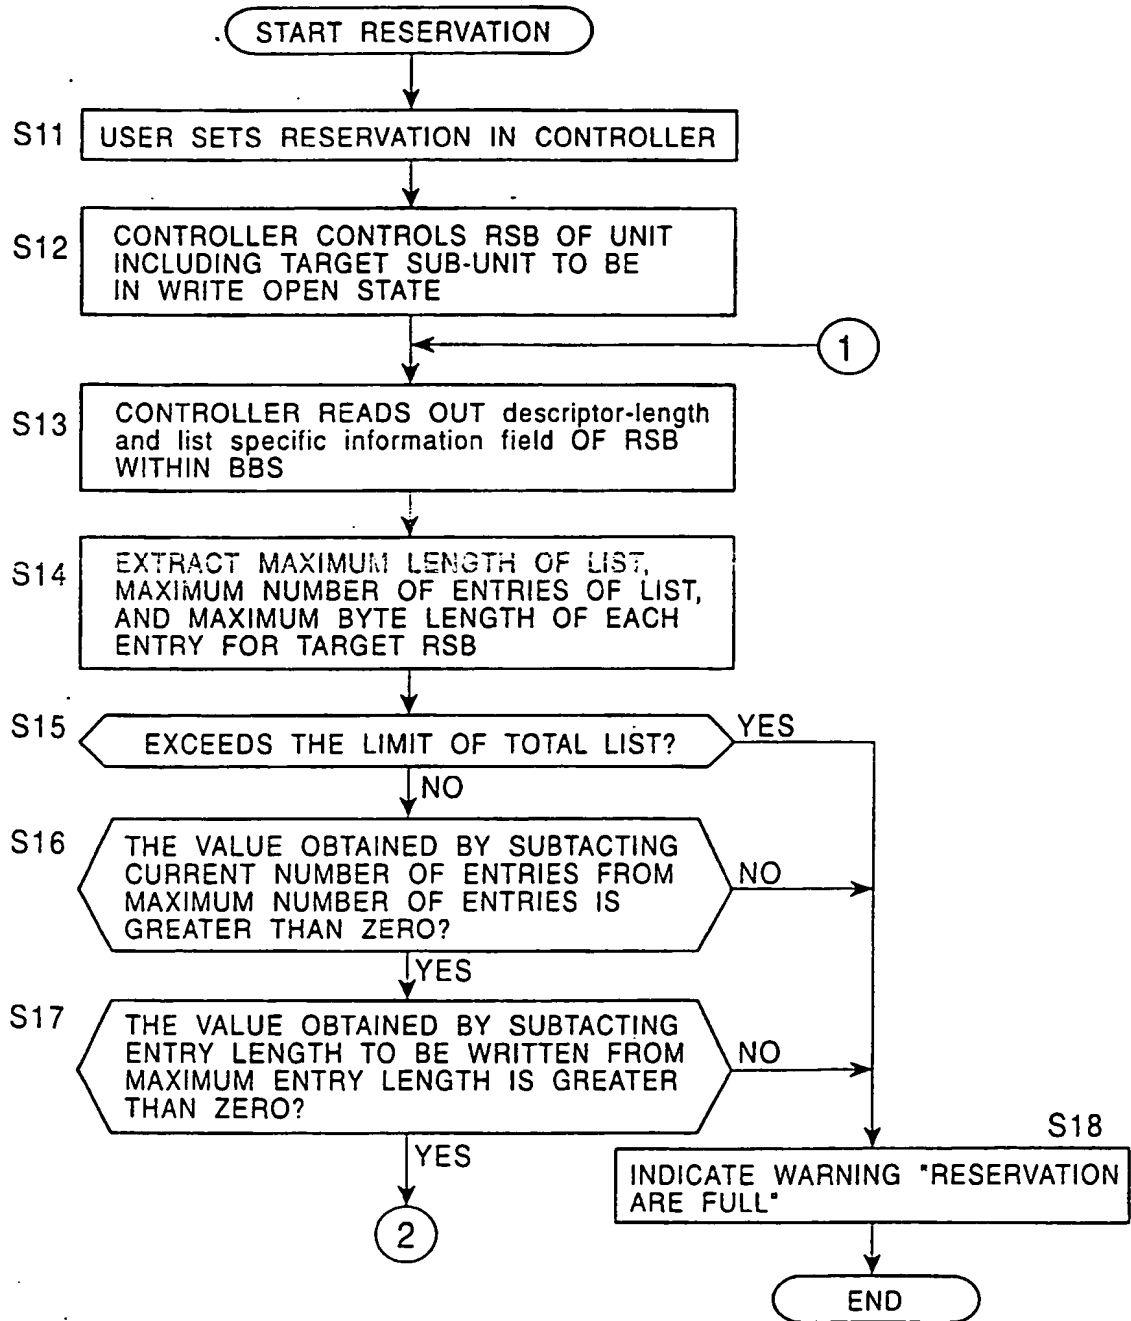 START RESERVATION
S11
USER SETS RESERVATION IN CONTROLLER
S12
CONTROLLER CONTROLS RSB OF UNIT
INCLUDING TARGET SUB-UNIT TO BE
IN WRITE OPEN STATE
1
S13
CONTROLLER READS OUT descriptor-length
and list specific information field OF RSB
WITHIN BBS
S14
EXTRACT MAXIMUM LENGTH OF LIST,
MAXIMUM NUMBER OF ENTRIES OF LIST,
AND MAXIMUM BYTE LENGTH OF EACH
ENTRY FOR TARGET RSB
S15
EXCEEDS THE LIMIT OF TOTAL LIST?
YES
NO
S16
THE VALUE OBTAINED BY SUBTACTING
CURRENT NUMBER OF ENTRIES FROM
MAXIMUM NUMBER OF ENTRIES IS
GREATER THAN ZERO?
NO
YES
S17
THE VALUE OBTAINED BY SUBTACTING
ENTRY LENGTH TO BE WRITTEN FROM
MAXIMUM ENTRY LENGTH IS GREATER
THAN ZERO?
NO
YES
2
S18
INDICATE WARNING "RESERVATION
ARE FULL"
END